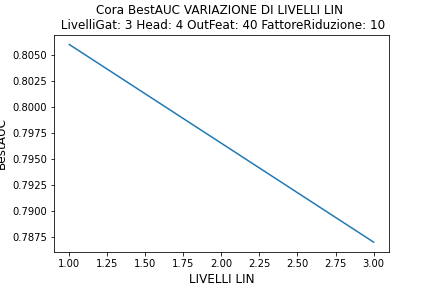 Cora BestAUC VARIAZIONE DI LIVELLI LIN
LivelliGat: 3 Head: 4 OutFeat: 40 FattoreRiduzione: 10
BestAUC
0.8050
0.8025
0.8000
0.7975
0.7950
0.7925
0.7900
0.7875
1.00 1.25 1.50 1.75 2.00 2.25 2.50 2.75 3.00
LIVELLI LIN